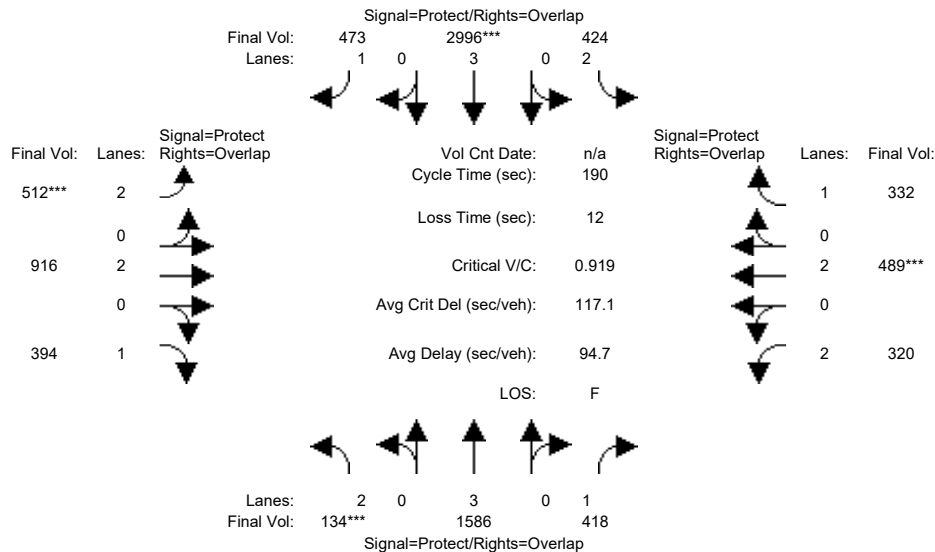 Signal=Protect/Rights=Overlap
Final Vol: 473 2996*** 424
Lanes: 1 0 3 0 2
Signal=Protect
Final Vol: Lanes: Rights=Overlap
Vol Cnt Date: n/a
Signal=Protect
Rights=Overlap Lanes: Final Vol:
Cycle Time (sec): 190
512*** 2
1 332
Loss Time (sec): 12
0
0
916 2
Critical V/C: 0.919
2 489***
0
Avg Crit Del (sec/veh): 117.1
0
394 1
Avg Delay (sec/veh): 94.7
2 320
LOS: F
Lanes: 2 0 3 0 1
Final Vol: 134*** 1586 418
Signal=Protect/Rights=Overlap